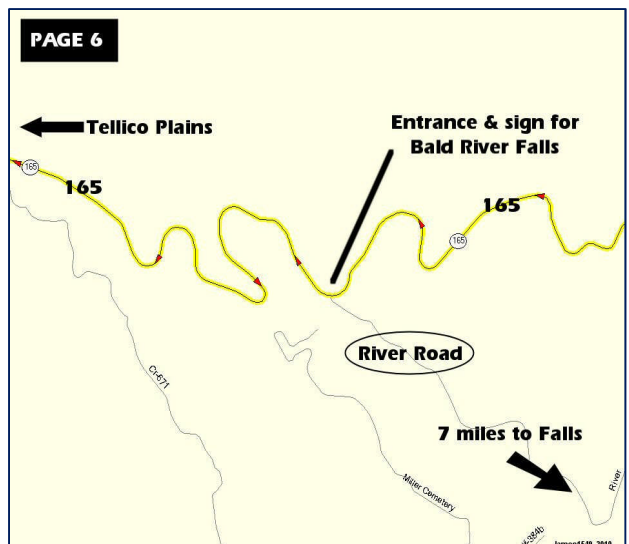 PAGE 6
Tellico Plains
Entrance & sign for
Bald River Falls
165
165
165
165
River Road
Cr-671
7 miles to Falls
Miller Cemetery
River